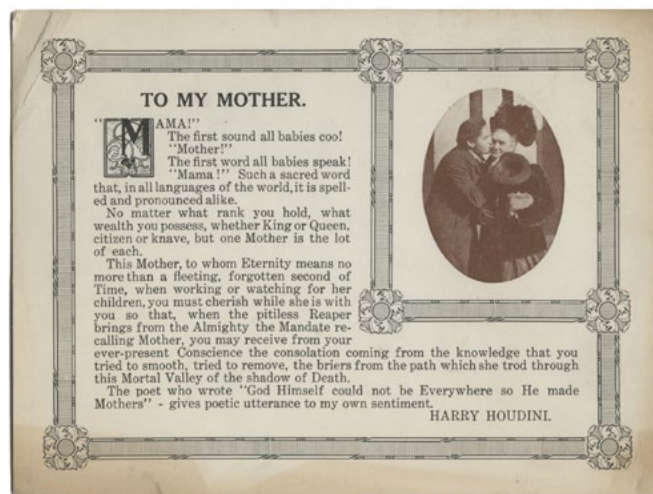 TO MY MOTHER.
"MAMA!"
The first sound all babies coo!
"Mother!"
The first word all babies speak!
"Mama!" Such a sacred word
that, in all languages of the world, it is spell-
ed and pronounced alike.
No matter what rank you hold, what
wealth you possess, whether King or Queen,
citizen or knave, but one Mother is the lot
of each.
This Mother, to whom Eternity means no
more than a fleeting, forgotten second of
Time, when working or watching for her
children, you must cherish while she is with
you so that, when the pitiless Reaper
brings from the Almighty the Mandate re-
calling Mother, you may receive from your
ever-present Conscience the consolation coming from the knowledge that you
tried to smooth, tried to remove, the briers from the path which she trod through
this Mortal Valley of the shadow of Death.
The poet who wrote "God Himself could not be Everywhere so He made
Mothers" - gives poetic utterance to my own sentiment.
HARRY HOUDINI.